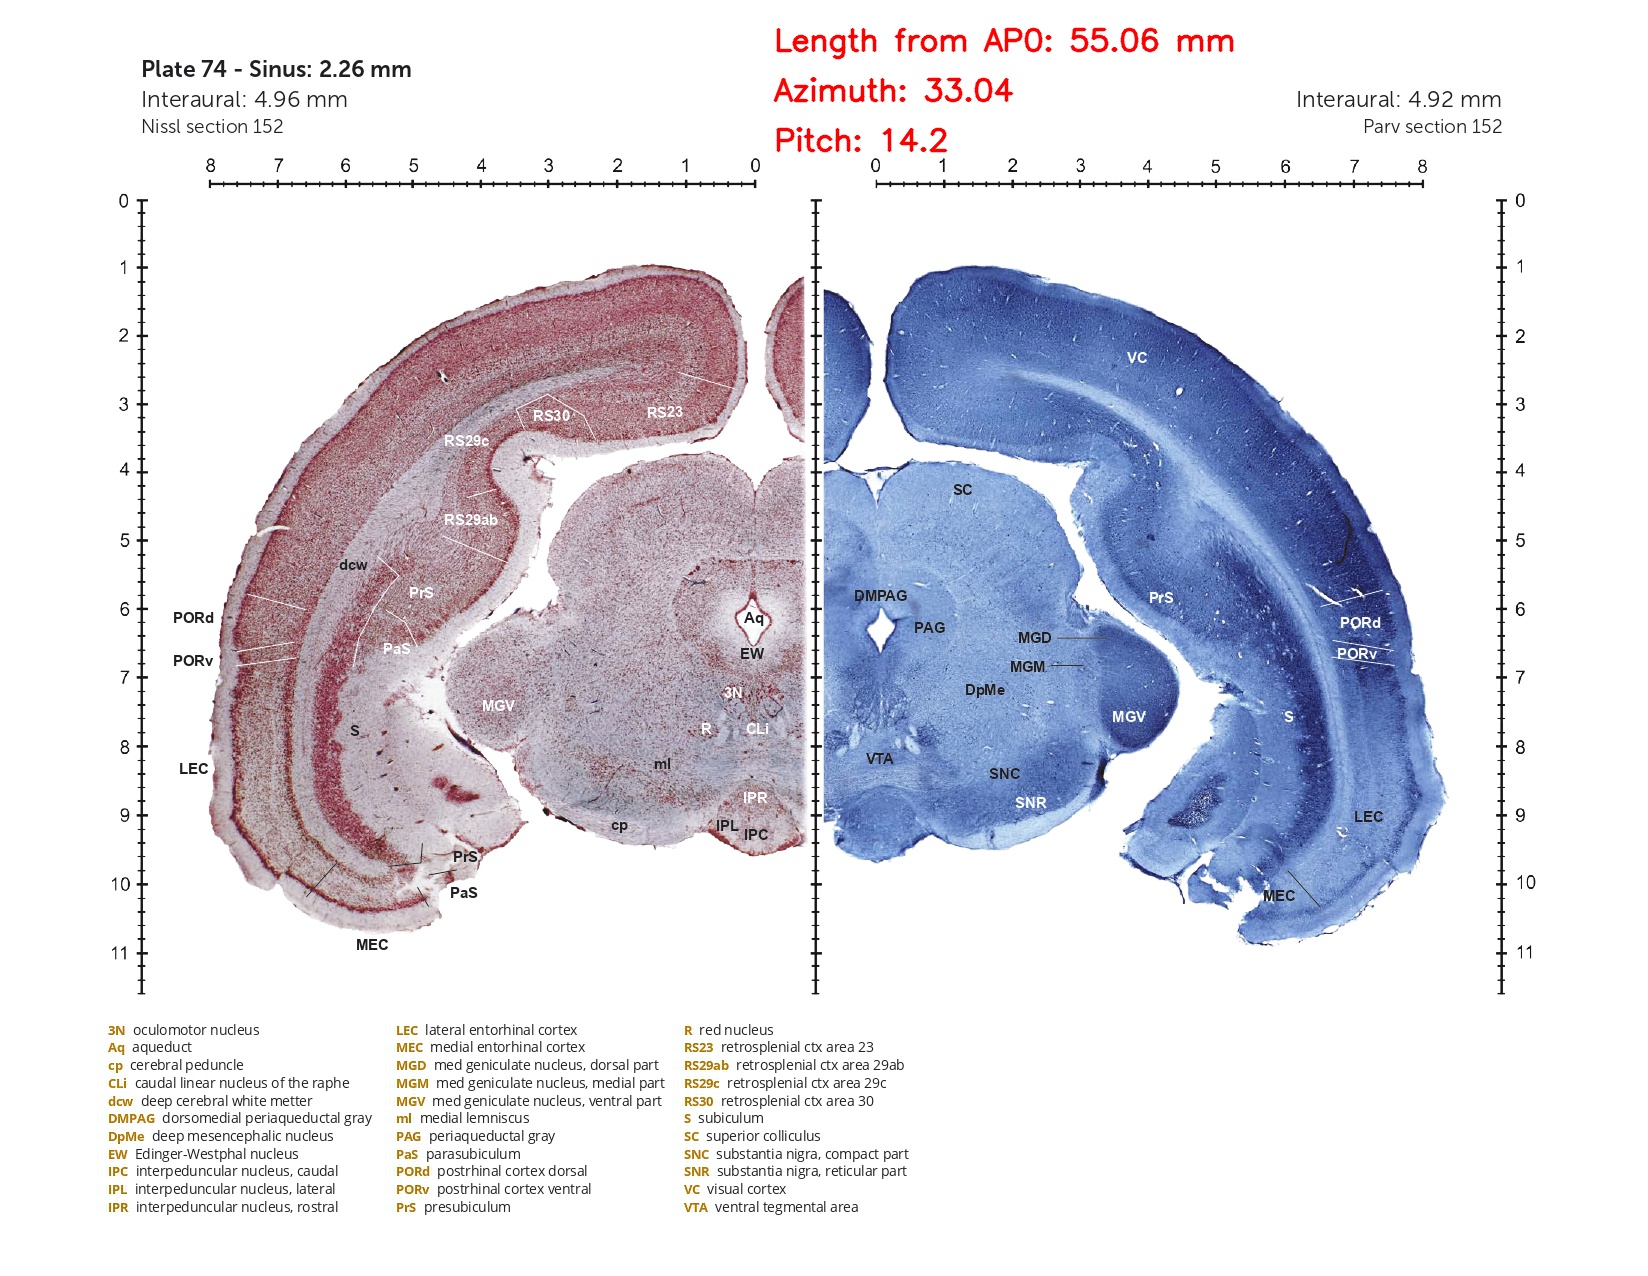 Length from AP0: 55.06 mm
Azimuth: 33.04
Pitch: 14.2
Plate 74 - Sinus: 2.26 mm
Interaural: 4.96 mm
Nissl section 152
Interaural: 4.92 mm
Parv section 152
8 7 6 5 4 3 2 1 0
0 1 2 3 4 5 6 7 8
0
1
2
3
4
5
6
7
8
9
10
11
0
1
2
3
4
5
6
7
8
9
10
11
RS30
RS23
RS29c
RS29ab
dcw
PrS
PORd
PaS
PORv
Aq
EW
3N
MGV
R
CLi
S
ml
LEC
IPR
cp
IPL
IPC
PrS
PaS
MEC
VC
SC
DMPAG
PrS
PAG
PORd
MGD
PORv
MGM
DpMe
MGV
S
VTA
SNC
SNR
LEC
MEC
3N oculomotor nucleus
Aq aqueduct
cp cerebral peduncle
CLi caudal linear nucleus of the raphe
dcw deep cerebral white metter
DMPAG dorsomedial periaqueductal gray
DpMe deep mesencephalic nucleus
EW Edinger-Westphal nucleus
IPC interpeduncular nucleus, caudal
IPL interpeduncular nucleus, lateral
IPR interpeduncular nucleus, rostral
LEC lateral entorhinal cortex
MEC medial entorhinal cortex
MGD med geniculate nucleus, dorsal part
MGM med geniculate nucleus, medial part
MGV med geniculate nucleus, ventral part
ml medial lemniscus
PAG periaqueductal gray
PaS parasubiculum
PORd postrhinal cortex dorsal
PORv postrhinal cortex ventral
PrS presubiculum
R red nucleus
RS23 retrosplenial ctx area 23
RS29ab retrosplenial ctx area 29ab
RS29c retrosplenial ctx area 29c
RS30 retrosplenial ctx area 30
S subiculum
SC superior colliculus
SNC substantia nigra, compact part
SNR substantia nigra, reticular part
VC visual cortex
VTA ventral tegmental area